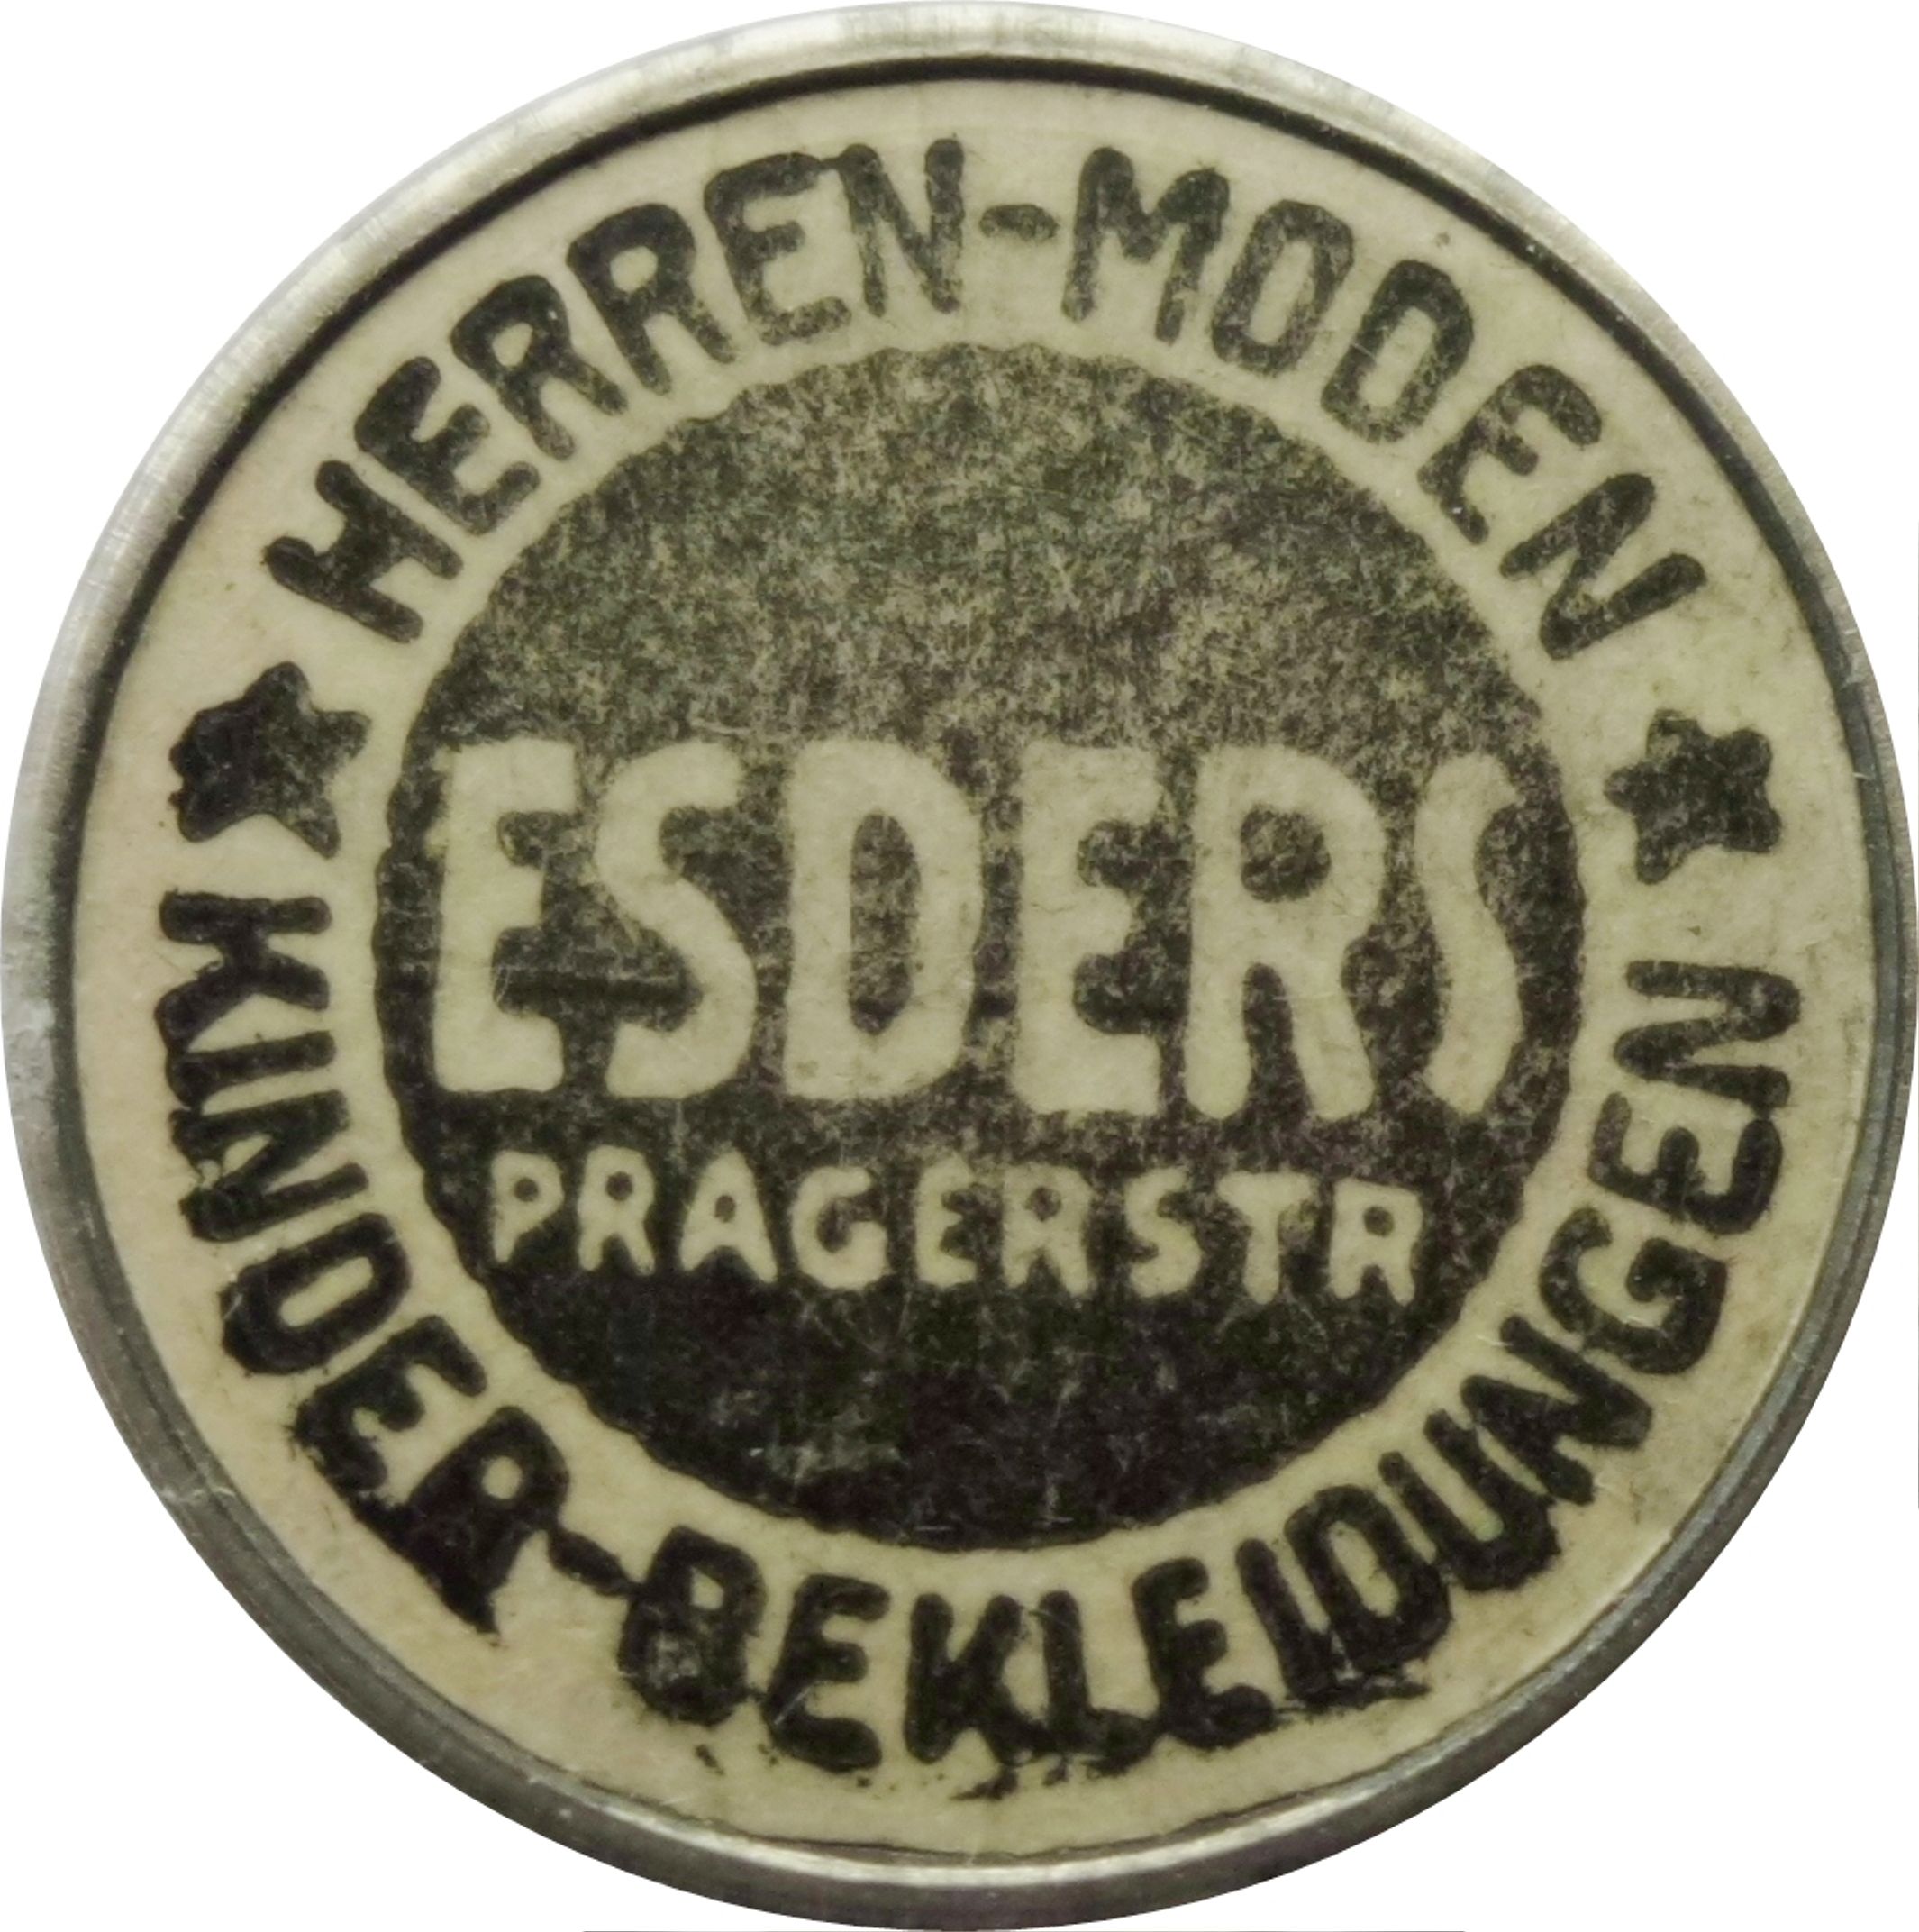 HERREN-MODEN
ESDERS
PRAGERSTR
KINDER-BEKLEIDUNGEN